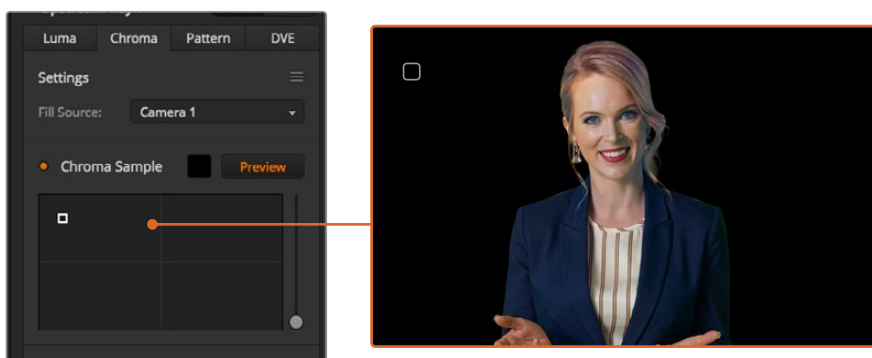 Luma Chroma Pattern DVE
Settings
Fill Source: Camera 1
Chroma Sample Preview